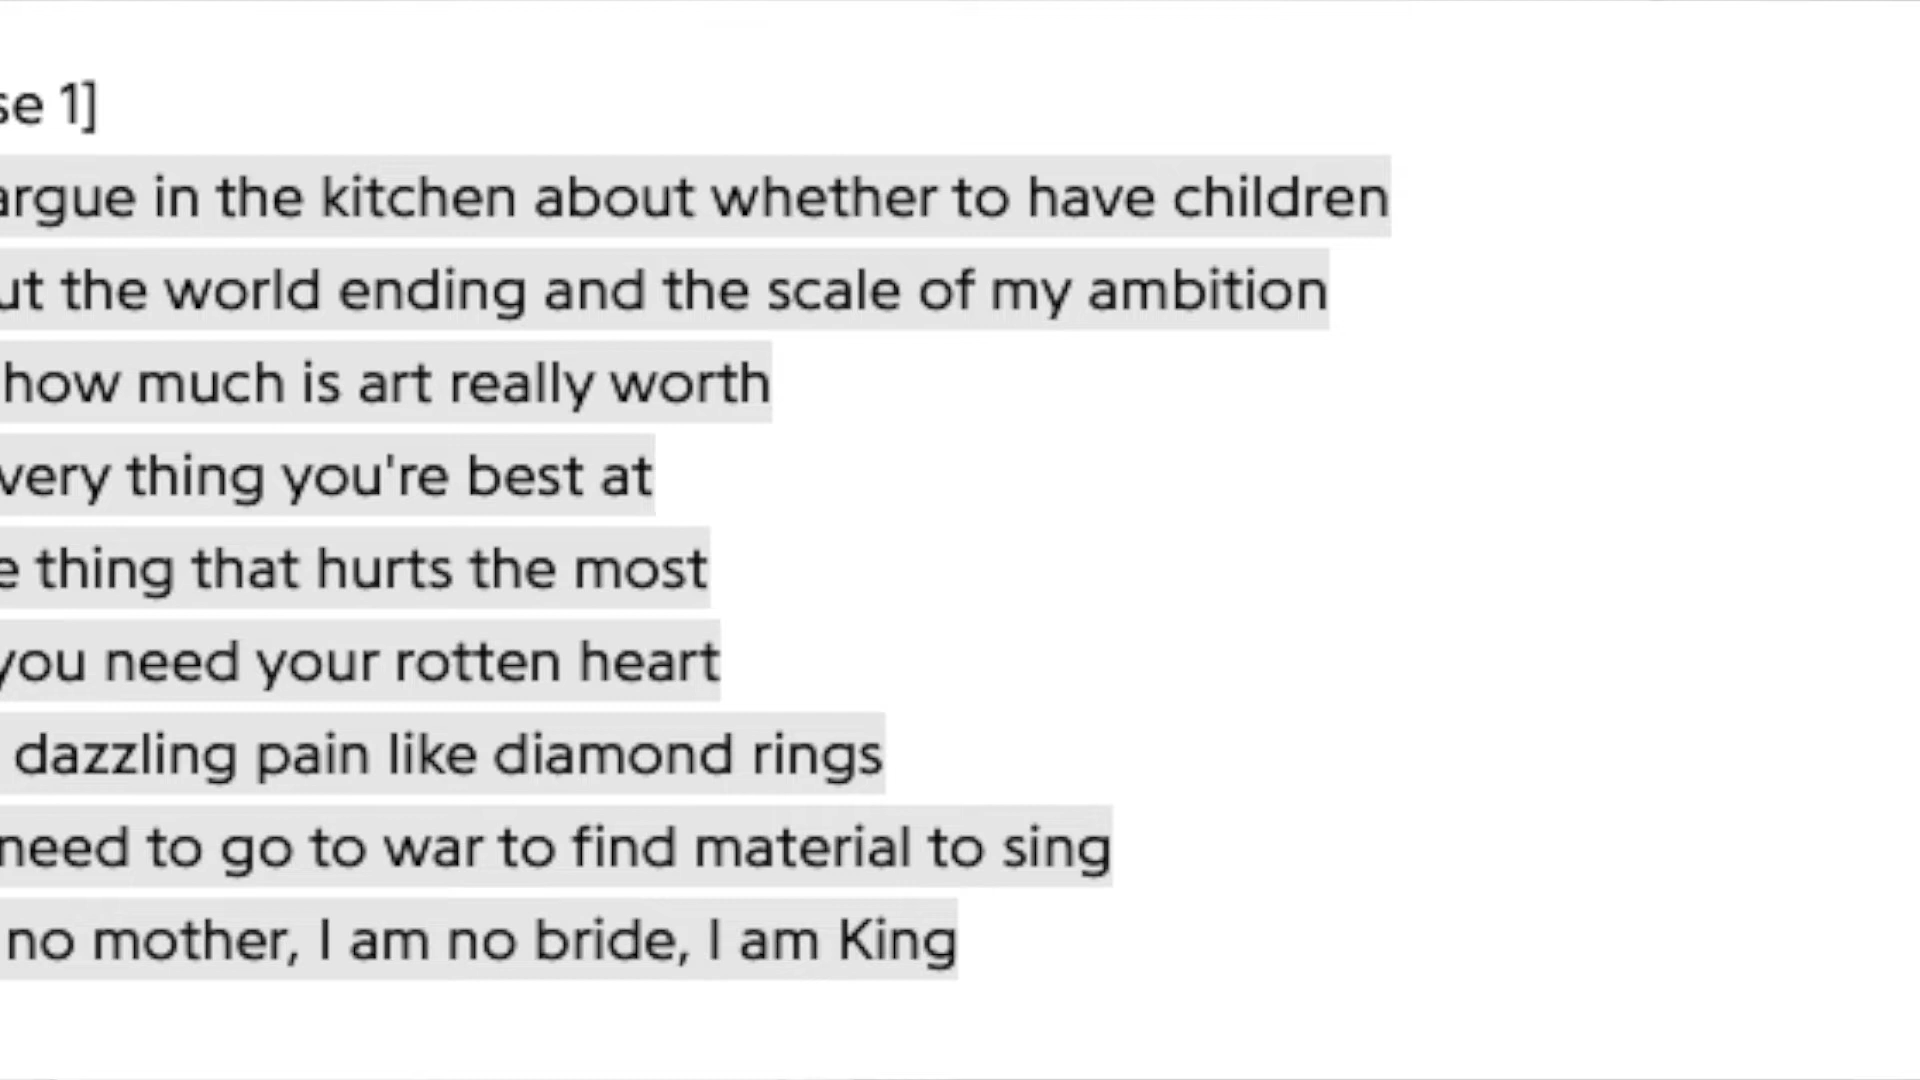 se 1]
argue in the kitchen about whether to have children
ut the world ending and the scale of my ambition
how much is art really worth
very thing you're best at
e thing that hurts the most
you need your rotten heart
dazzling pain like diamond rings
need to go to war to find material to sing
no mother, I am no bride, I am King